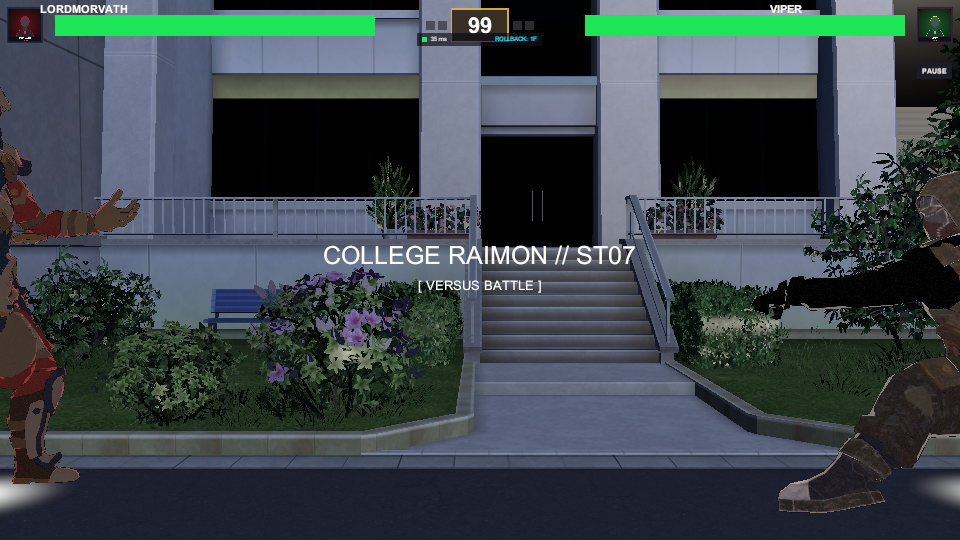 LORDMORVATH
VIPER
99
35 ms
ROLLBACK: 1F
PAUSE
COLLEGE RAIMON // ST07
[ VERSUS BATTLE ]